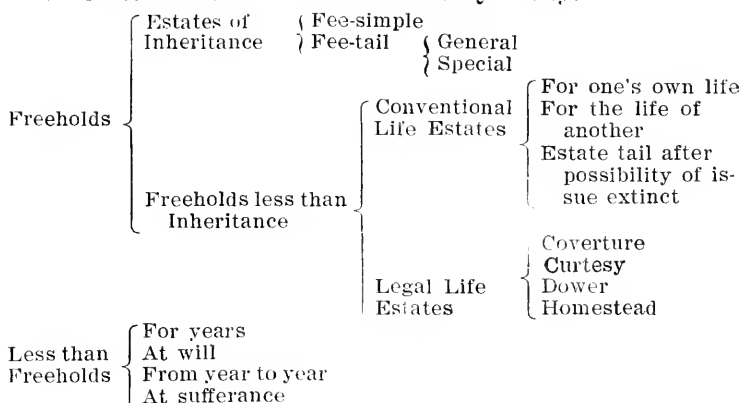 Estates of Inheritance
Fee-simple
Fee-tail
General
Special
Freeholds
Conventional Life Estates
For one's own life
For the life of
another
Estate tail after
possibility of is-
sue extinct
Freeholds less than
Inheritance
Legal Life
Estates
Coverture
Curtesy
Dower
Homestead
Less than
Freeholds
For years
At will
From year to year
At sufferance